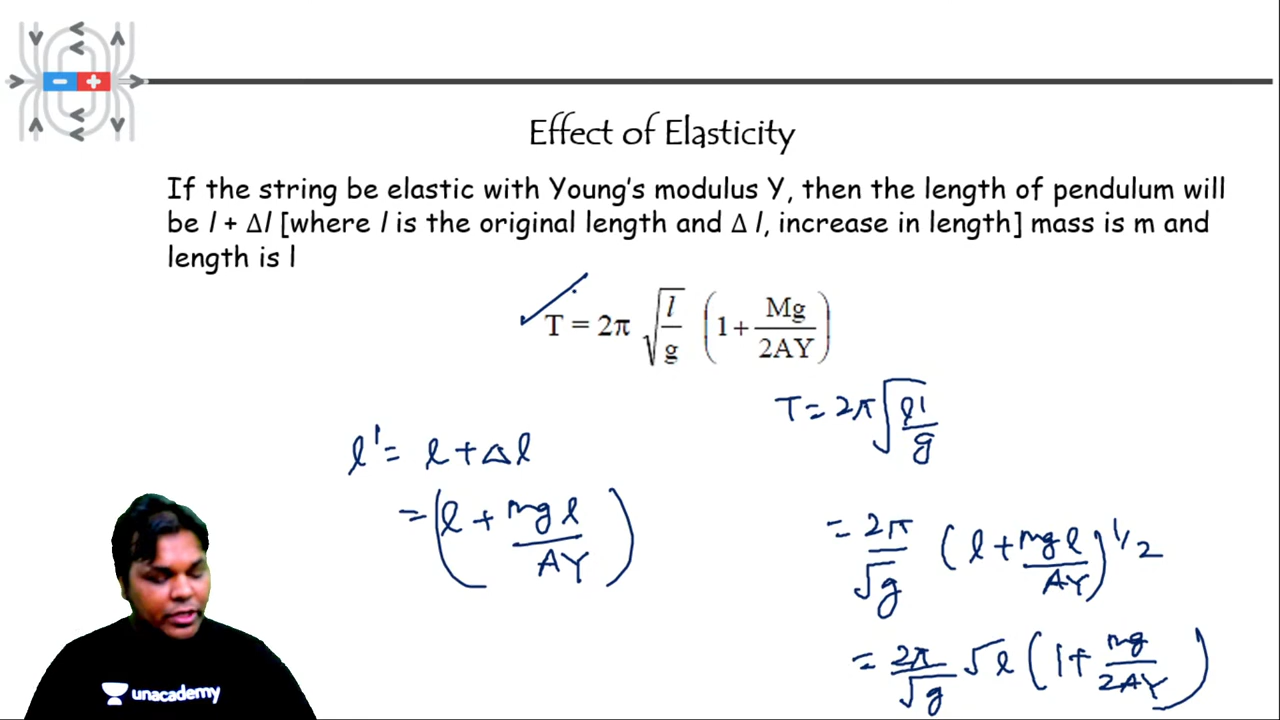 Effect of Elasticity
If the string be elastic with Young's modulus Y, then the length of pendulum will
be l + Δl [where l is the original length and Δ l, increase in length] mass is m and
length is l
T = 2π √(l/g) (1 + Mg/2AY)
T = 2π √(l'/g)
l' = l + Δl
= (l + mgl/AY)
= 2π/√g (l + mgl/AY)^1/2
= 2π/√g √l (1 + mg/2AY)
unacademy